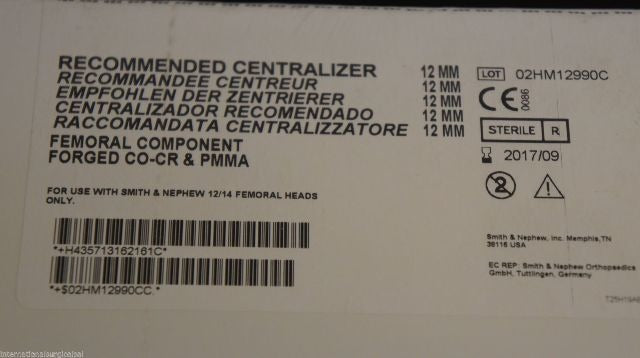 RECOMMENDED CENTRALIZER 12 MM
RECOMMANDEE CENTREUR 12 MM
EMPFOHLEN DER ZENTRIERER 12 MM
CENTRALIZADOR RECOMENDADO 12 MM
RACCOMANDATA CENTRALIZZATORE 12 MM
FEMORAL COMPONENT
FORGED CO-CR & PMMA
FOR USE WITH SMITH & NEPHEW 12/14 FEMORAL HEADS
ONLY.
*+H435713162161C*
*+$02HM12990CC.*
LOT 02HM12990C
CE 0086
STERILE R
2017/09
2
Smith & Nephew, Inc. Memphis, TN
38116 USA
EC REP: Smith & Nephew Orthopaedics
GmbH, Tuttlingen, Germany
internationalsurgicalpal